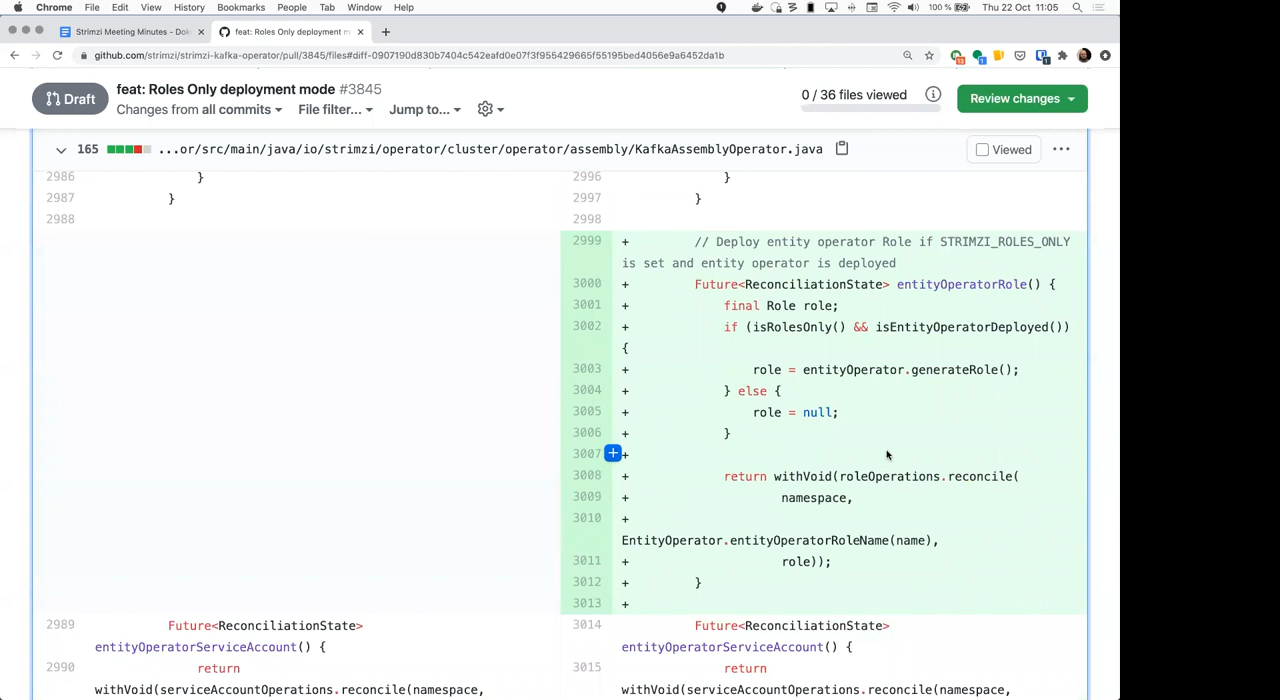 Chrome File Edit View History Bookmarks People Tab Window Help 100 % Thu 22 Oct 11:05
Strimzi Meeting Minutes - Dok × feat: Roles Only deployment m × +
github.com/strimzi/strimzi-kafka-operator/pull/3845/files#diff-0907190d830b7404c542eafd0e07f3f955429665f55195bed4056e9a6452da1b
Draft
feat: Roles Only deployment mode #3845
Changes from all commits File filter... Jump to...
0 / 36 files viewed
Review changes
165 ...or/src/main/java/io/strimzi/operator/cluster/operator/assembly/KafkaAssemblyOperator.java Viewed ...
2986 } 2996 }
2987 } 2997 }
2988 2998
2999 + // Deploy entity operator Role if STRIMZI_ROLES_ONLY
is set and entity operator is deployed
3000 + Future<ReconciliationState> entityOperatorRole() {
3001 + final Role role;
3002 + if (isRolesOnly() && isEntityOperatorDeployed())
{
3003 + role = entityOperator.generateRole();
3004 + } else {
3005 + role = null;
3006 + }
3007 +
3008 + return withVoid(roleOperations.reconcile(
3009 + namespace,
3010 +
EntityOperator.entityOperatorRoleName(name),
3011 + role));
3012 + }
3013 +
2989 Future<ReconciliationState> 3014 Future<ReconciliationState>
entityOperatorServiceAccount() { entityOperatorServiceAccount() {
2990 return 3015 return
withVoid(serviceAccountOperations.reconcile(namespace, withVoid(serviceAccountOperations.reconcile(namespace,